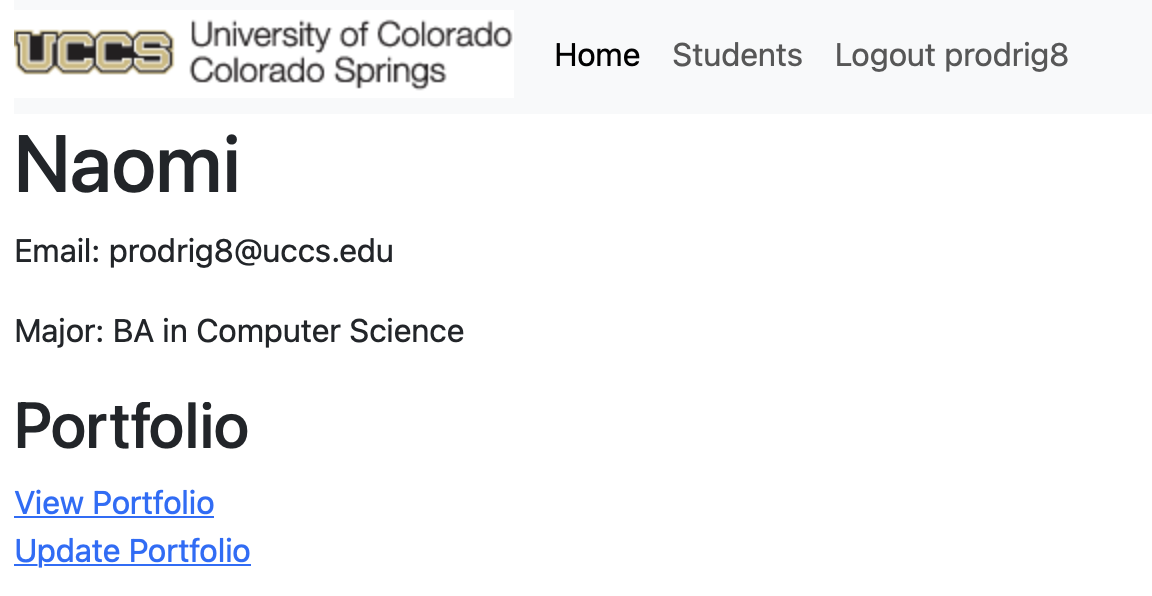 UCCS University of Colorado
Colorado Springs
Home Students Logout prodrig8
Naomi
Email: prodrig8@uccs.edu
Major: BA in Computer Science
Portfolio
View Portfolio
Update Portfolio